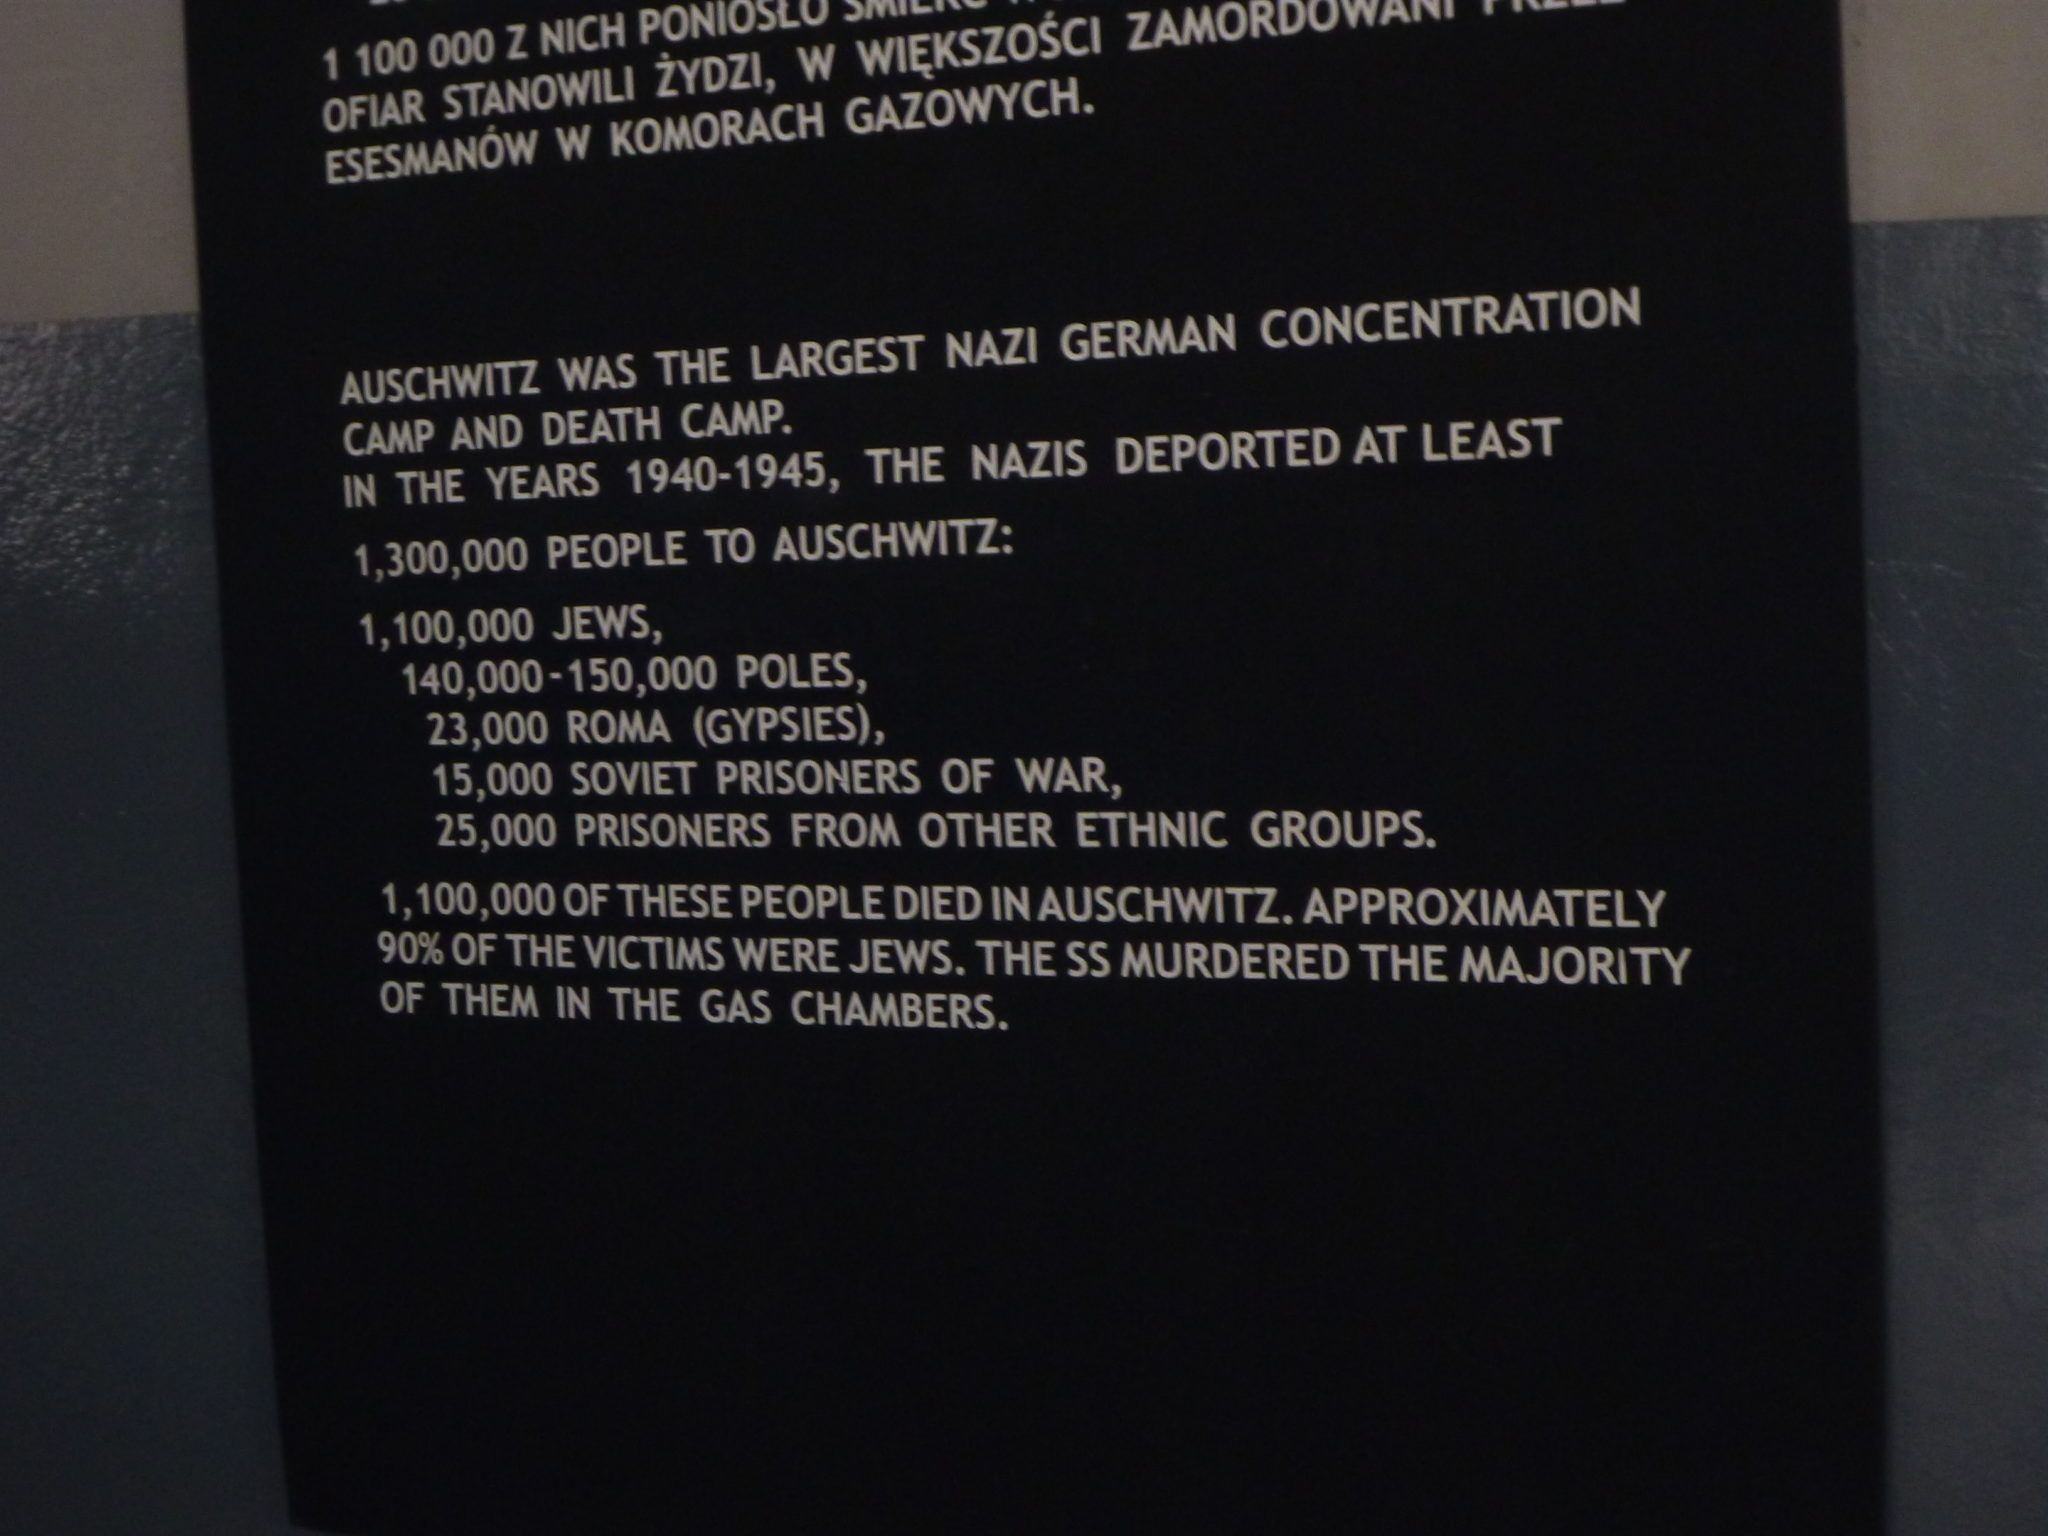 1 100 000 Z NICH PONIOSŁO ŚMIERĆ
OFIAR STANOWILI ŻYDZI, W WIĘKSZOŚCI ZAMORDOWANI PRZEZ
ESESMANÓW W KOMORACH GAZOWYCH.
AUSCHWITZ WAS THE LARGEST NAZI GERMAN CONCENTRATION
CAMP AND DEATH CAMP.
IN THE YEARS 1940-1945, THE NAZIS DEPORTED AT LEAST
1,300,000 PEOPLE TO AUSCHWITZ:
1,100,000 JEWS,
140,000-150,000 POLES,
23,000 ROMA (GYPSIES),
15,000 SOVIET PRISONERS OF WAR,
25,000 PRISONERS FROM OTHER ETHNIC GROUPS.
1,100,000 OF THESE PEOPLE DIED IN AUSCHWITZ. APPROXIMATELY
90% OF THE VICTIMS WERE JEWS. THE SS MURDERED THE MAJORITY
OF THEM IN THE GAS CHAMBERS.